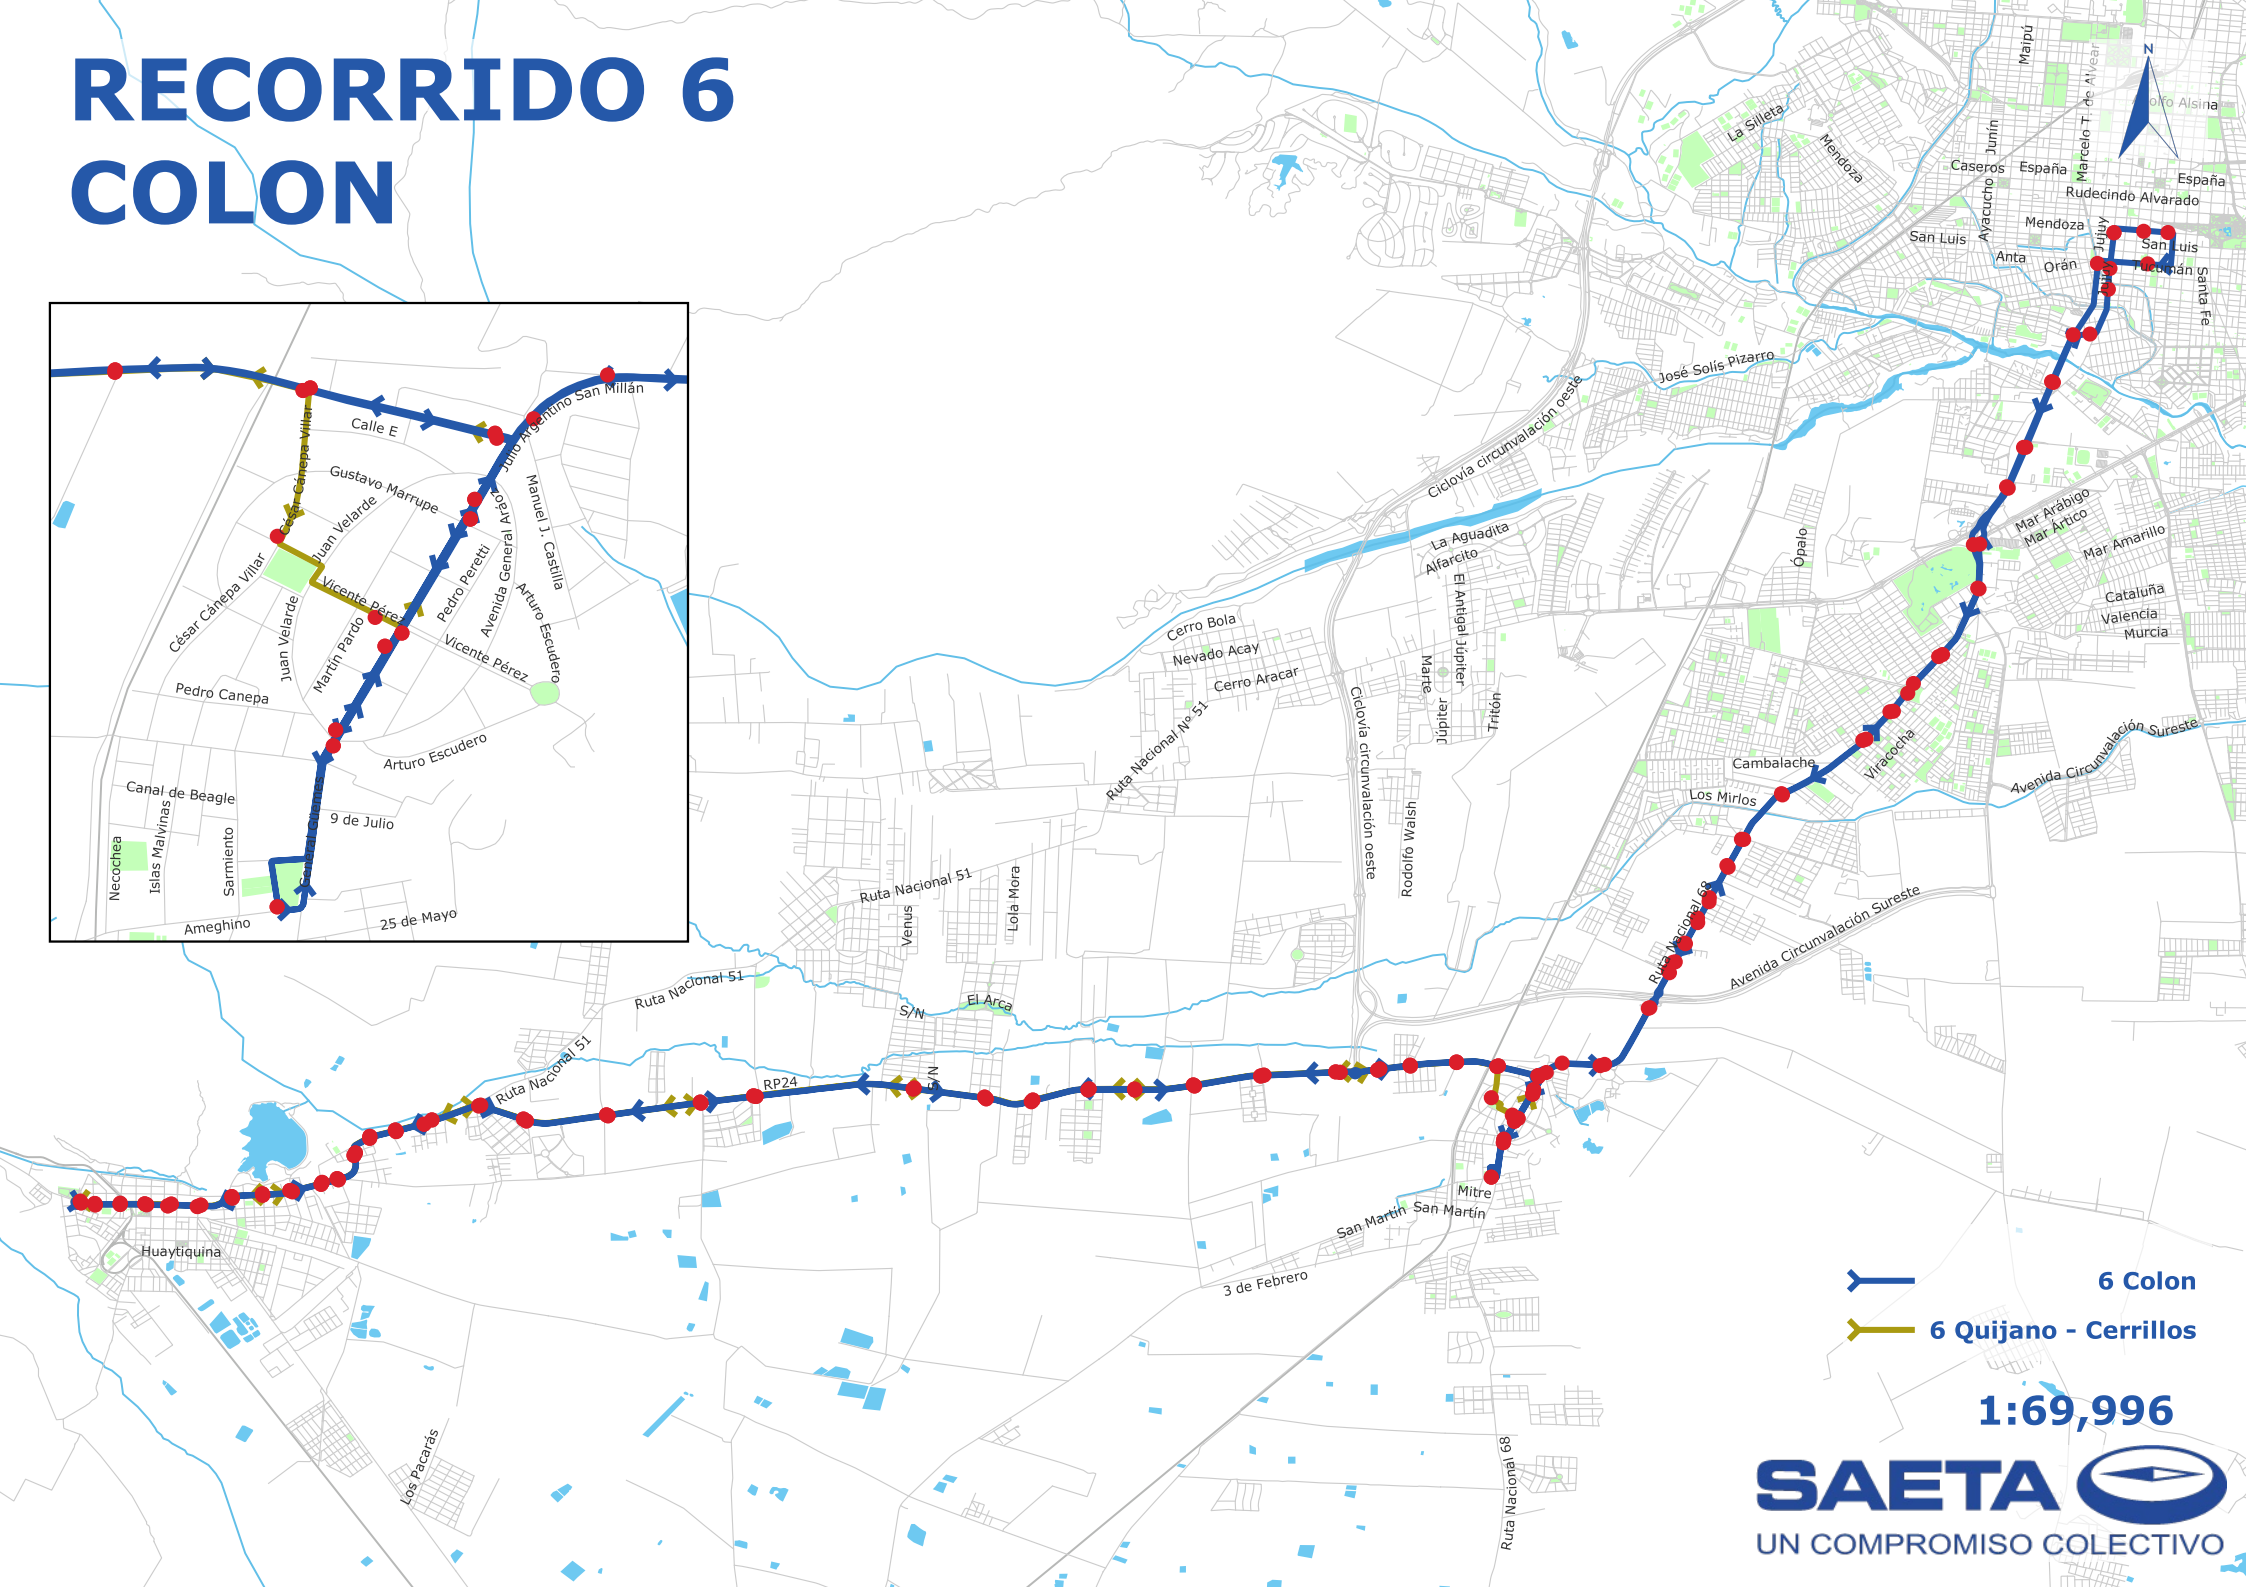 RECORRIDO 6
COLON
N
Maipú
Marcelo T. de Alvear
Adolfo Alsina
La Silleta
Mendoza
Junín
Caseros
España
España
Ayacucho
Rudecindo Alvarado
Mendoza
Jujuy
San Luis
San Luis
Anta
Orán
Tucumán
Jujuy
Santa Fe
José Solís Pizarro
Ciclovía circunvalación oeste
Julio Argentino San Millán
Calle E
César Cánepa Villar
Gustavo Marrupe
Juan Velarde
Manuel J. Castilla
Avenida General Aráoz
Pedro Peretti
César Cánepa Villar
Vicente Pérez
Arturo Escudero
Juan Velarde
Martín Pardo
Vicente Pérez
Pedro Canepa
Arturo Escudero
Canal de Beagle
General Güemes
9 de Julio
Necochea
Islas Malvinas
Sarmiento
Ameghino
25 de Mayo
Mar Arábigo
Mar Ártico
Mar Amarillo
Ópalo
La Aguadita
Alfarcito
El Antigal
Júpiter
Cataluña
Valencia
Murcia
Cerro Bola
Nevado Acay
Cerro Aracar
Marte
Júpiter
Tritón
Ruta Nacional N° 51
Ciclovía circunvalación oeste
Viracocha
Cambalache
Los Mirlos
Avenida Circunvalación Sureste
Rodolfo Walsh
Ruta Nacional 51
Venus
Lola Mora
Ruta Nacional 68
Avenida Circunvalación Sureste
Ruta Nacional 51
El Arca
S/N
S/N
Ruta Nacional 51
RP24
Mitre
San Martín
San Martín
3 de Febrero
Huaytiquina
Los Pacarás
Ruta Nacional 68
6 Colon
6 Quijano - Cerrillos
1:69,996
SAETA
UN COMPROMISO COLECTIVO